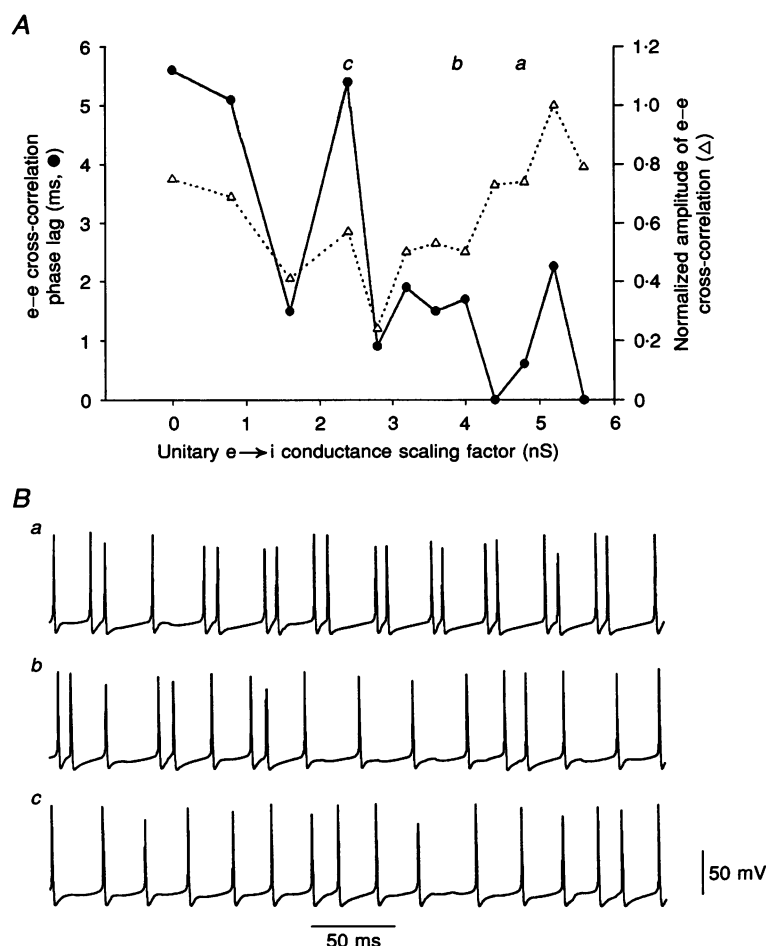 A
e–e cross-correlation
phase lag (ms, ●)
6
5
4
3
2
1
0
c b a
1·2
1·0
0·8
0·6
0·4
0·2
0
Normalized amplitude of e–e
cross-correlation (△)
0 1 2 3 4 5 6
Unitary e→i conductance scaling factor (nS)
B
a
b
c
50 mV
50 ms